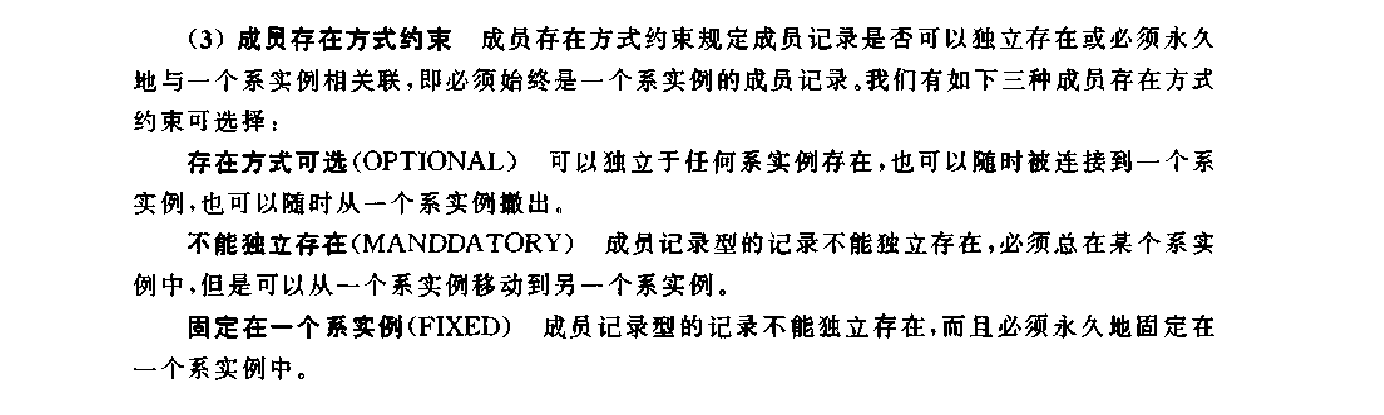 (3) 成员存在方式约束　成员存在方式约束规定成员记录是否可以独立存在或必须永久
地与一个系实例相关联,即必须始终是一个系实例的成员记录。我们有如下三种成员存在方式
约束可选择：
存在方式可选(OPTIONAL)　可以独立于任何系实例存在,也可以随时被连接到一个系
实例,也可以随时从一个系实例撤出。
不能独立存在(MANDDATORY)　成员记录型的记录不能独立存在,必须总在某个系实
例中,但是可以从一个系实例移动到另一个系实例。
固定在一个系实例(FIXED)　成员记录型的记录不能独立存在,而且必须永久地固定在
一个系实例中。